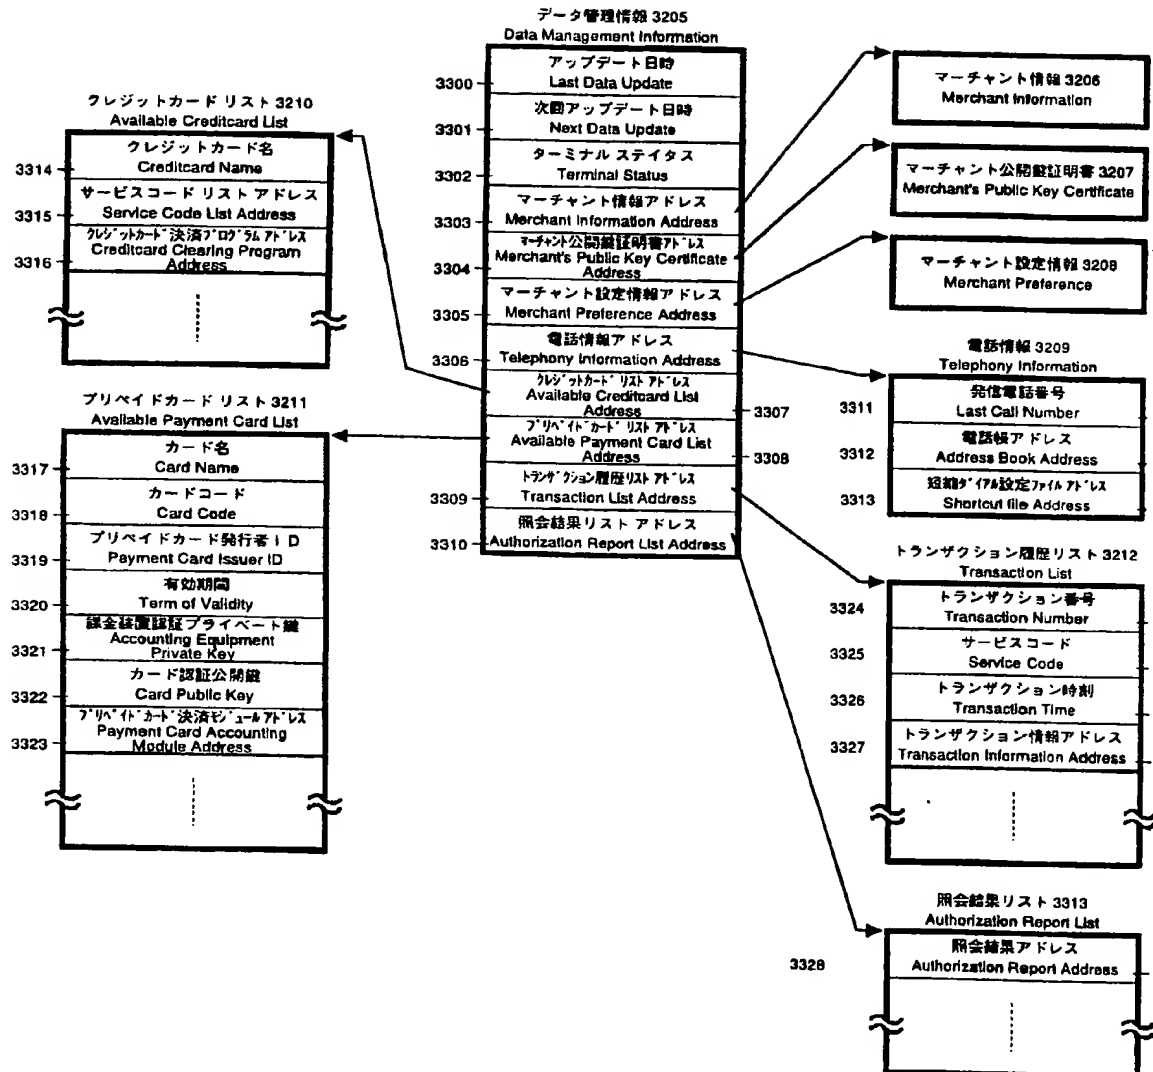 データ管理情報 3205
Data Management Information
アップデート日時
Last Data Update
3300
次回アップデート日時
Next Data Update
3301
ターミナル ステイタス
Terminal Status
3302
マーチャント情報アドレス
Merchant Information Address
3303
マーチャント公開鍵証明書アドレス
Merchant's Public Key Certificate
Address
3304
マーチャント設定情報アドレス
Merchant Preference Address
3305
電話情報アドレス
Telephony Information Address
3306
クレジットカード リスト アドレス
Available Creditcard List
Address
3307
プリペイドカード リスト アドレス
Available Payment Card List
Address
3308
トランザクション履歴リスト アドレス
Transaction List Address
3309
照会結果リスト アドレス
Authorization Report List Address
3310
クレジットカード リスト 3210
Available Creditcard List
クレジットカード名
Creditcard Name
3314
サービスコード リスト アドレス
Service Code List Address
3315
クレジットカード決済プログラム アドレス
Creditcard Clearing Program
Address
3316
プリペイドカード リスト 3211
Available Payment Card List
カード名
Card Name
3317
カードコード
Card Code
3318
プリペイドカード発行者ID
Payment Card Issuer ID
3319
有効期間
Term of Validity
3320
課金装置認証プライベート鍵
Accounting Equipment
Private Key
3321
カード認証公開鍵
Card Public Key
3322
プリペイドカード決済モジュールアドレス
Payment Card Accounting
Module Address
3323
マーチャント情報 3206
Merchant Information
マーチャント公開鍵証明書 3207
Merchant's Public Key Certificate
マーチャント設定情報 3208
Merchant Preference
電話情報 3209
Telephony Information
発信電話番号
Last Call Number
3311
電話帳アドレス
Address Book Address
3312
短縮ダイアル設定ファイル アドレス
Shortcut file Address
3313
トランザクション履歴リスト 3212
Transaction List
トランザクション番号
Transaction Number
3324
サービスコード
Service Code
3325
トランザクション時刻
Transaction Time
3326
トランザクション情報アドレス
Transaction Information Address
3327
照会結果リスト 3313
Authorization Report List
照会結果アドレス
Authorization Report Address
3328